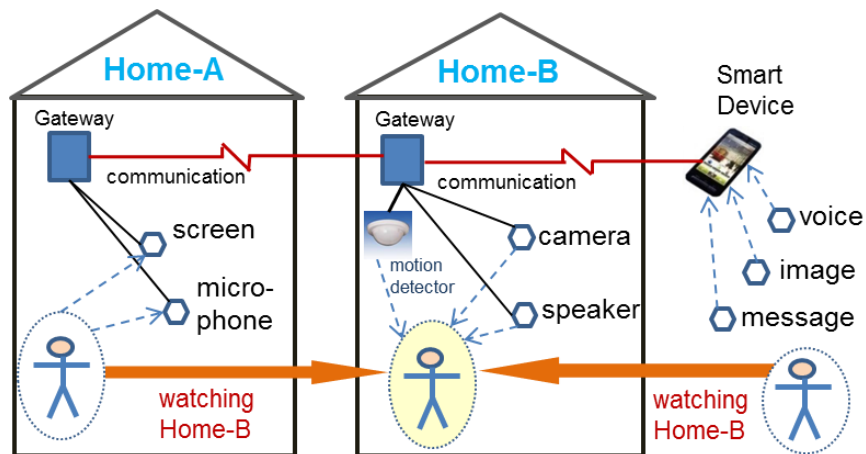 Home-A
Gateway
communication
screen
micro-
phone
watching
Home-B
Home-B
Gateway
communication
motion
detector
camera
speaker
Smart
Device
voice
image
message
watching
Home-B